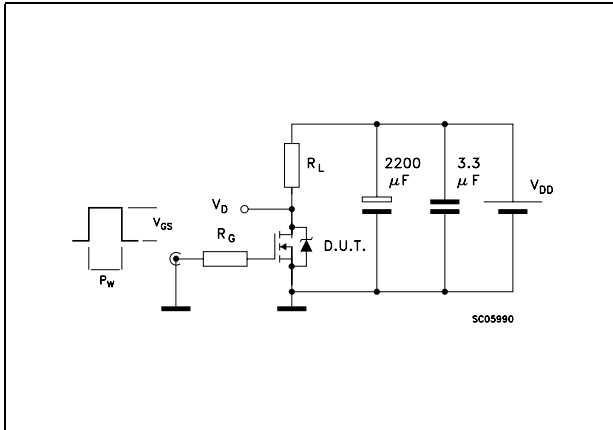 R_L
2200
μF
3.3
μF
V_DD
V_D
V_GS
R_G
D.U.T.
P_W
SC05990